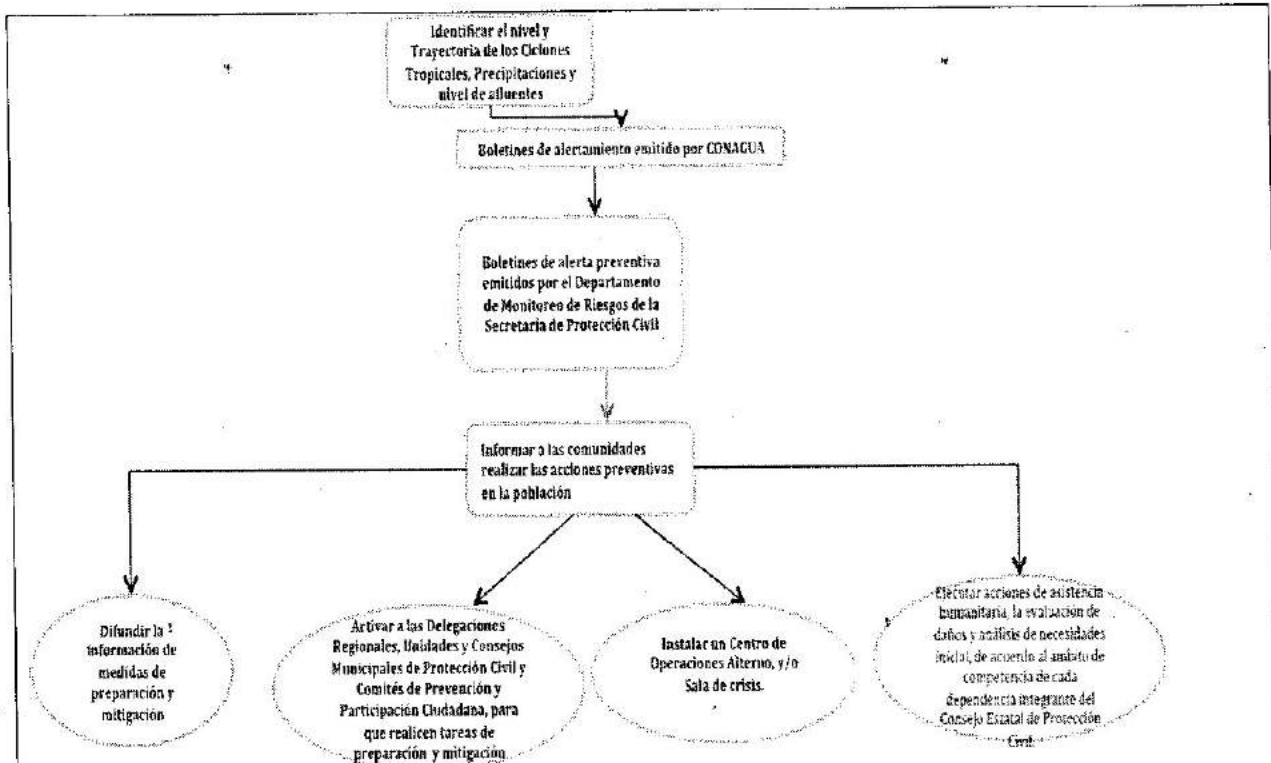 Identificar el nivel y
Trayectoria de los Ciclones
Tropicales, Precipitaciones y
nivel de afluentes
Boletines de alertamiento emitido por CONAGUA
Boletines de alerta preventiva
emitidos por el Departamento
de Monitoreo de Riesgos de la
Secretaria de Protección Civil
Informar a las comunidades
realizar las acciones preventivas
en la población
Difundir la
información de
medidas de
preparación y
mitigación
Activar a las Delegaciones
Regionales, Unidades y Consejos
Municipales de Protección Civil y
Comités de Prevención y
Participación Ciudadana, para
que realicen tareas de
preparación y mitigación
Instalar un Centro de
Operaciones Alterno, y/o
Sala de crisis.
Ejecutar acciones de asistencia
humanitaria, la evaluación de
daños y análisis de necesidades
inicial, de acuerdo al ambito de
competencia de cada
dependencia integrante del
Consejo Estatal de Protección
Civil.